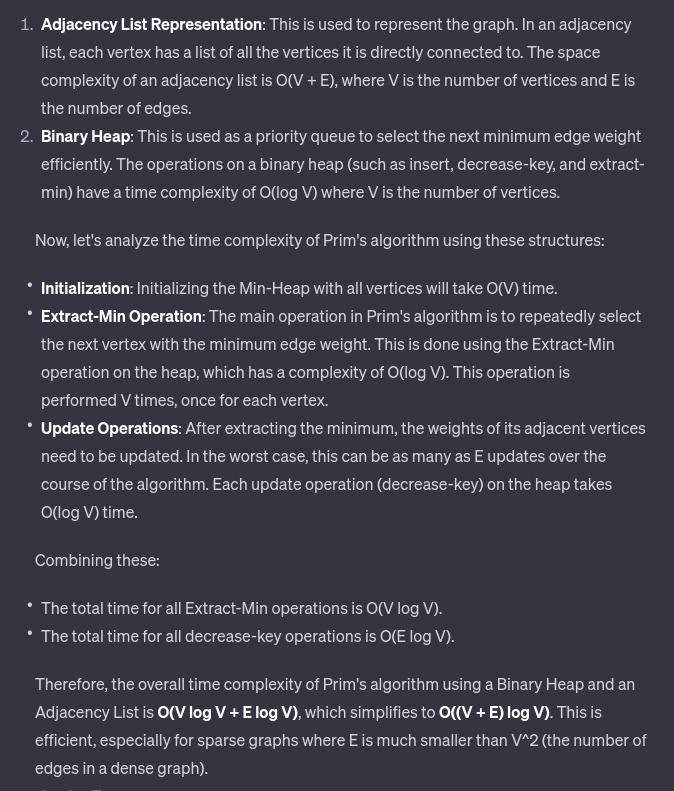 1. Adjacency List Representation: This is used to represent the graph. In an adjacency
list, each vertex has a list of all the vertices it is directly connected to. The space
complexity of an adjacency list is O(V + E), where V is the number of vertices and E is
the number of edges.
2. Binary Heap: This is used as a priority queue to select the next minimum edge weight
efficiently. The operations on a binary heap (such as insert, decrease-key, and extract-
min) have a time complexity of O(log V) where V is the number of vertices.
Now, let's analyze the time complexity of Prim's algorithm using these structures:
• Initialization: Initializing the Min-Heap with all vertices will take O(V) time.
• Extract-Min Operation: The main operation in Prim's algorithm is to repeatedly select
the next vertex with the minimum edge weight. This is done using the Extract-Min
operation on the heap, which has a complexity of O(log V). This operation is
performed V times, once for each vertex.
• Update Operations: After extracting the minimum, the weights of its adjacent vertices
need to be updated. In the worst case, this can be as many as E updates over the
course of the algorithm. Each update operation (decrease-key) on the heap takes
O(log V) time.
Combining these:
• The total time for all Extract-Min operations is O(V log V).
• The total time for all decrease-key operations is O(E log V).
Therefore, the overall time complexity of Prim's algorithm using a Binary Heap and an
Adjacency List is O(V log V + E log V), which simplifies to O((V + E) log V). This is
efficient, especially for sparse graphs where E is much smaller than V^2 (the number of
edges in a dense graph).